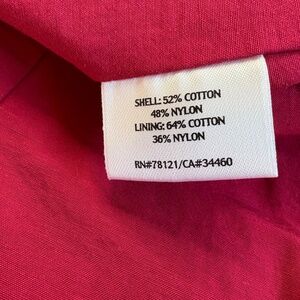 SHELL: 52% COTTON
48% NYLON
LINING: 64% COTTON
36% NYLON
RN#78121/CA#34460